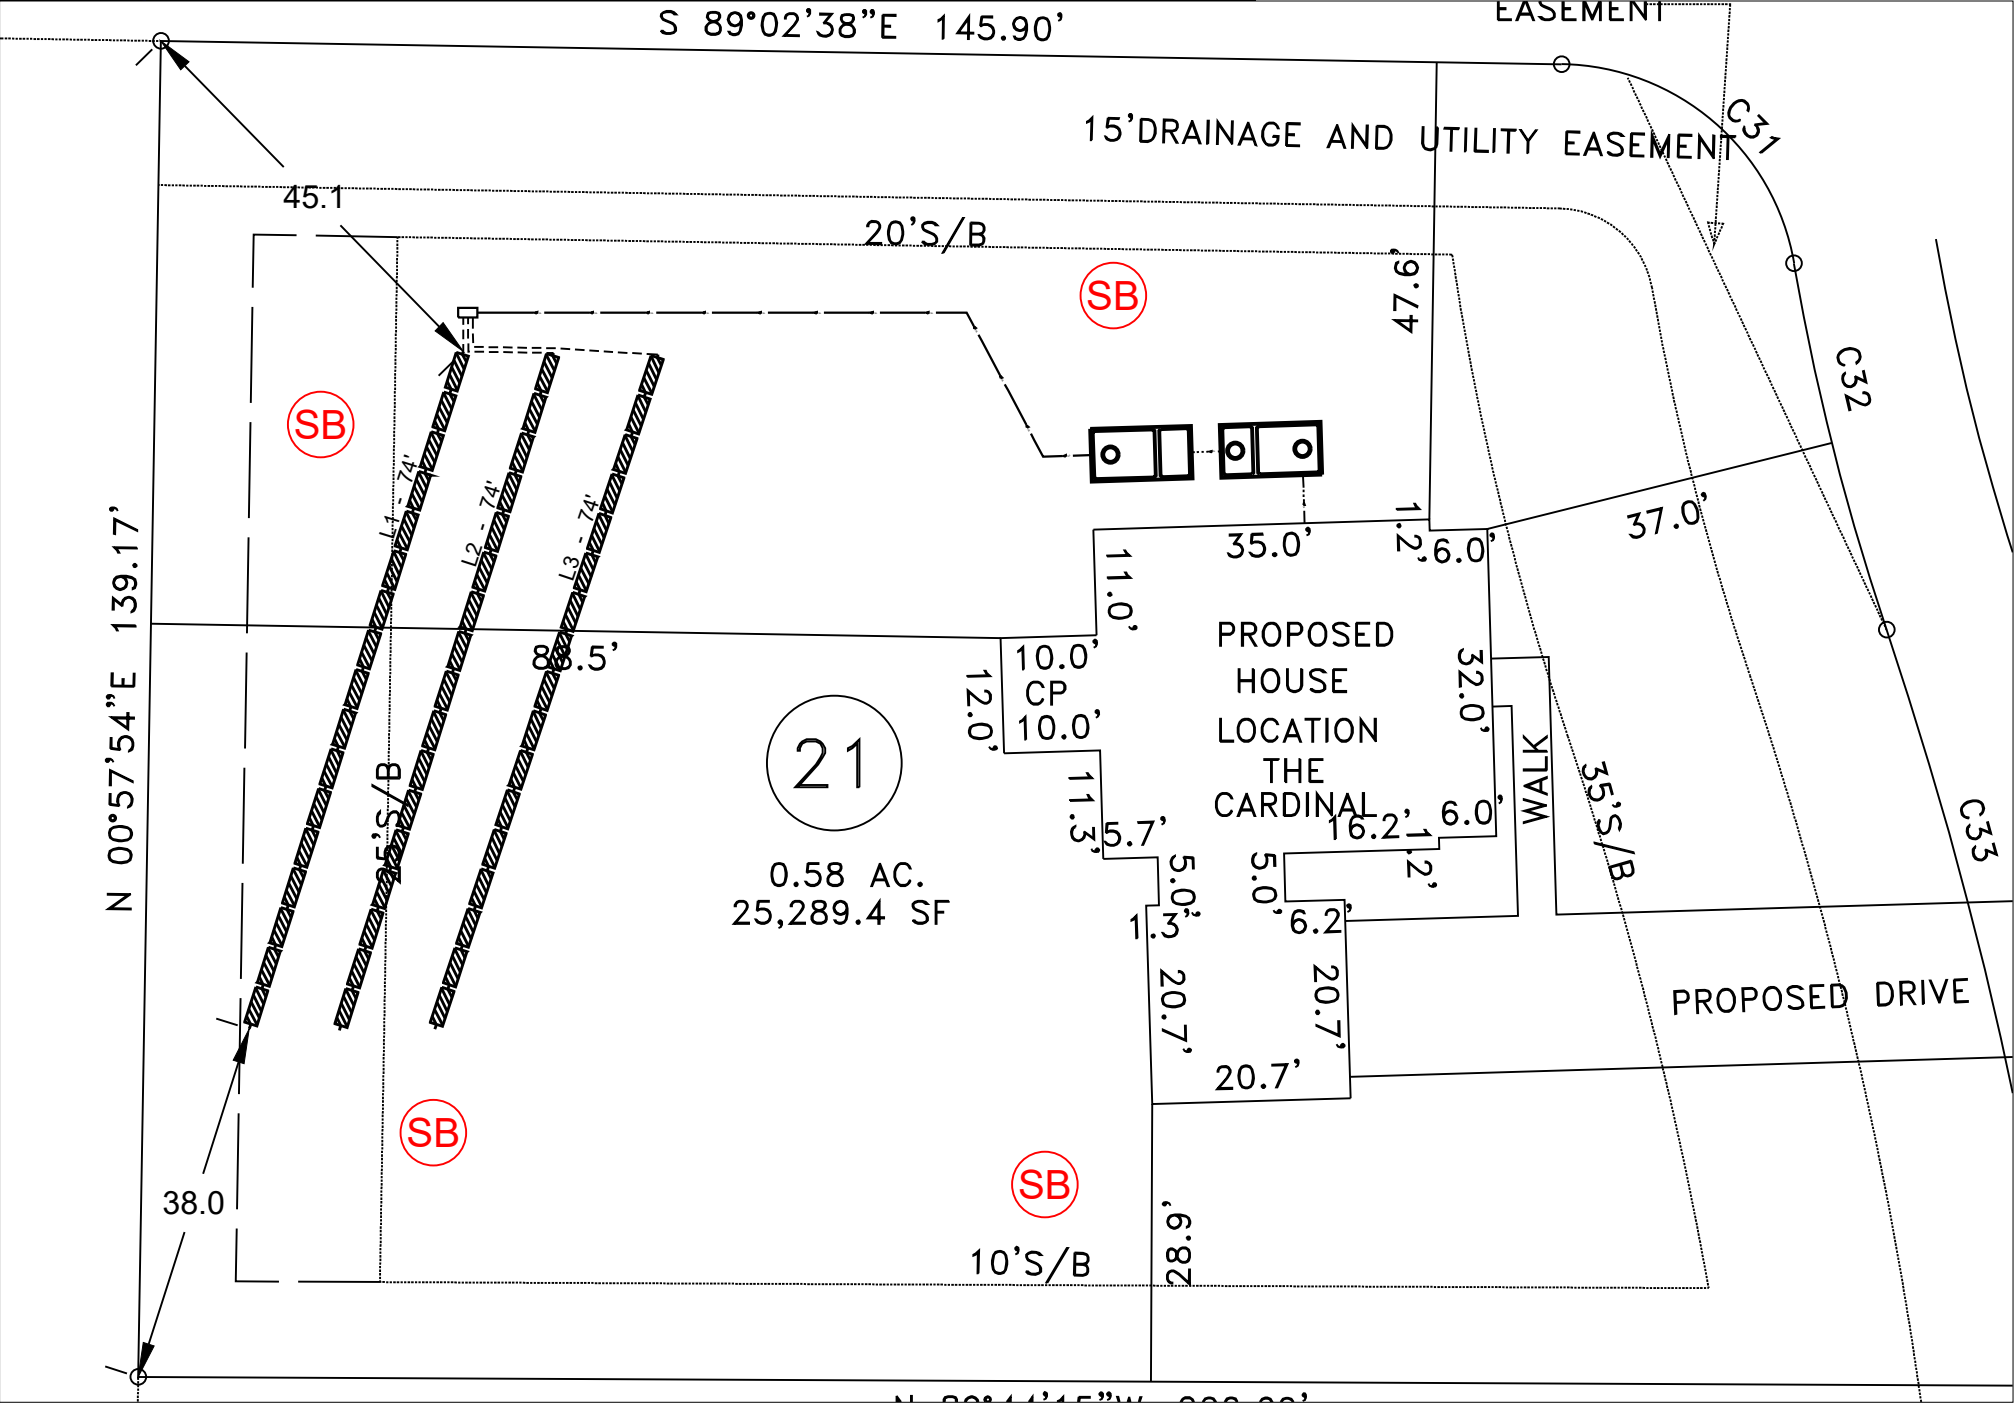 S 89°02'38"E 145.90'
EASEMENT
C31
15'DRAINAGE AND UTILITY EASEMENT
45.1
20'S/B
SB
47.6'
C32
SB
L1 - 74'
L2 - 74'
L3 - 74'
37.0'
1.2'
6.0'
35.0'
11.0'
N 00°57'54"E 139.17'
88.5'
10.0'
CP
10.0'
12.0'
PROPOSED
HOUSE
LOCATION
THE
CARDINAL
32.0'
WALK
35'S/B
21
0.58 AC.
25,289.4 SF
11.3'
5.7'
16.2'
1.2'
6.0'
5.0'
5.0'
1.3'
6.2'
C33
20.7'
20.7'
20.7'
PROPOSED DRIVE
SB
SB
38.0
10'S/B
28.9'